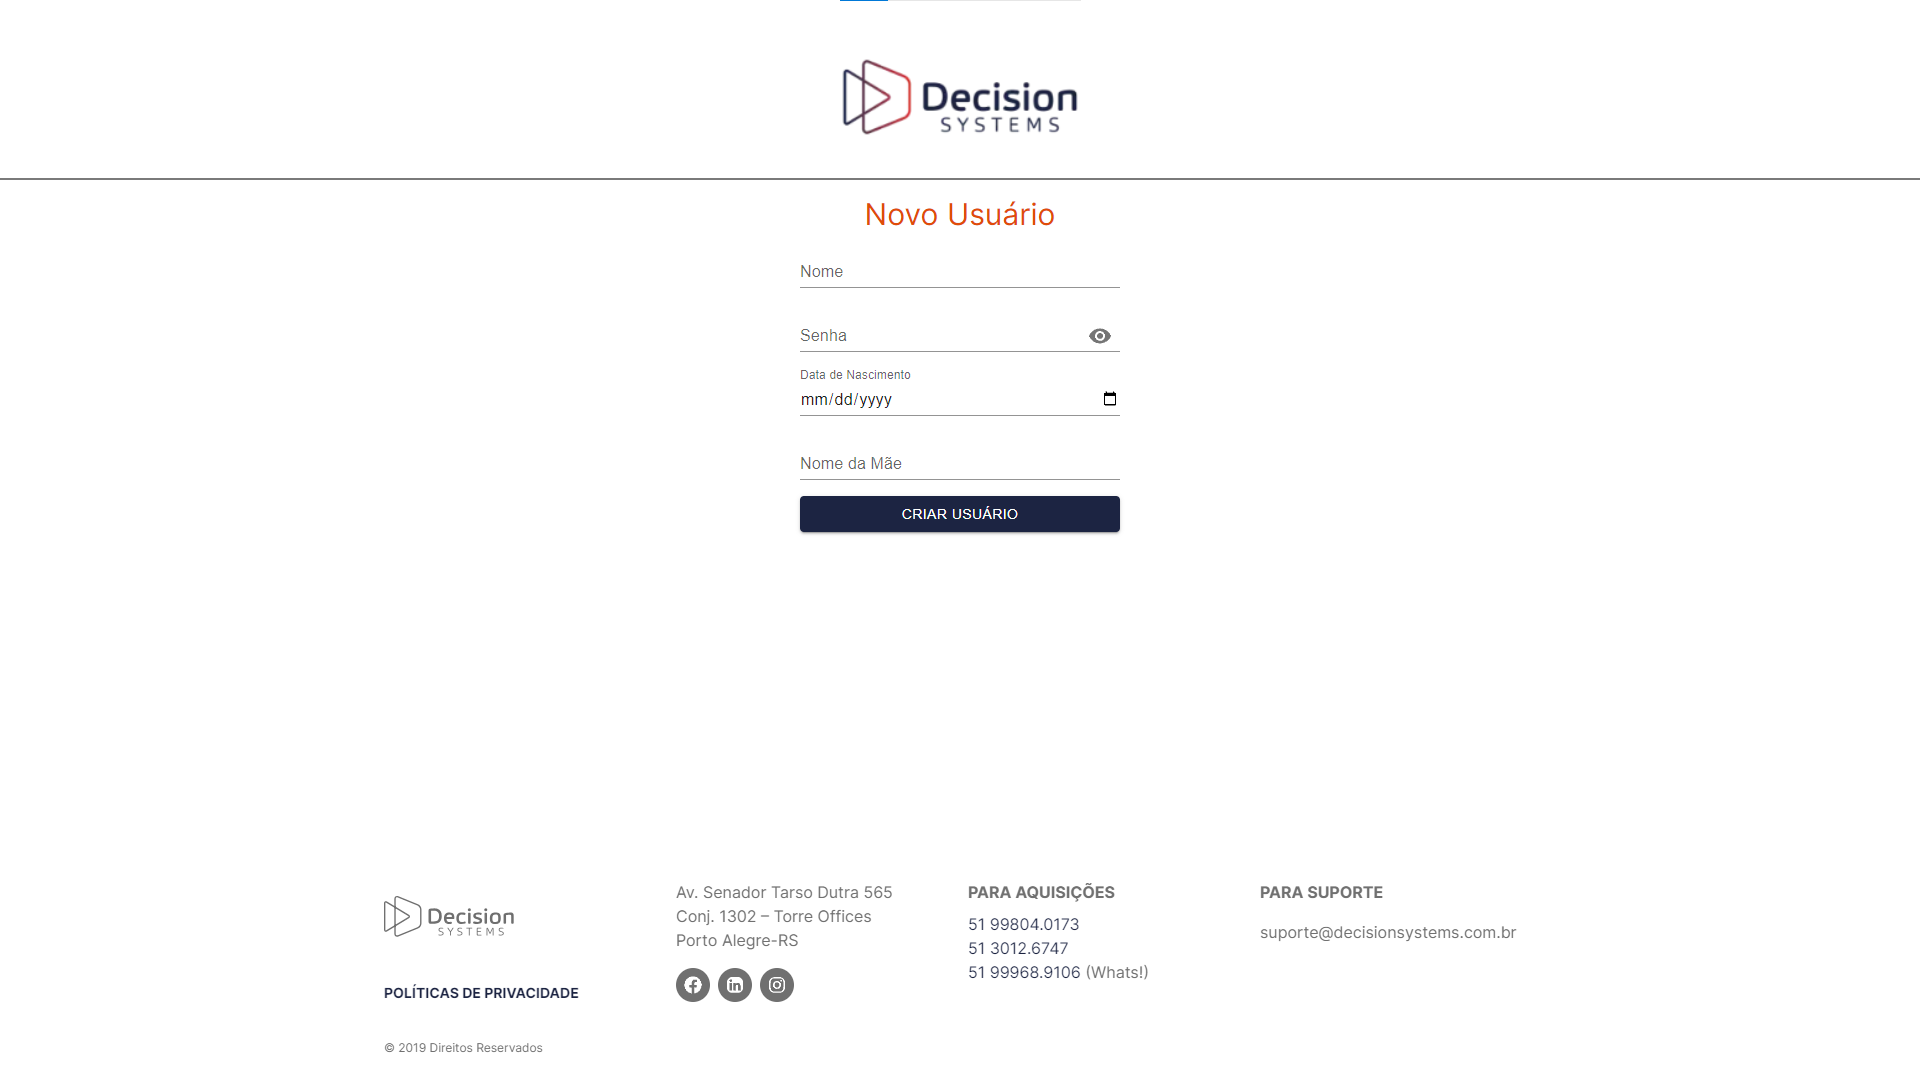 Decision
SYSTEMS
Novo Usuário
Nome
Senha
Data de Nascimento
mm/dd/yyyy
Nome da Mãe
CRIAR USUÁRIO
Decision
SYSTEMS
POLÍTICAS DE PRIVACIDADE
© 2019 Direitos Reservados
Av. Senador Tarso Dutra 565
Conj. 1302 – Torre Offices
Porto Alegre-RS
PARA AQUISIÇÕES
51 99804.0173
51 3012.6747
51 99968.9106 (Whats!)
PARA SUPORTE
suporte@decisionsystems.com.br